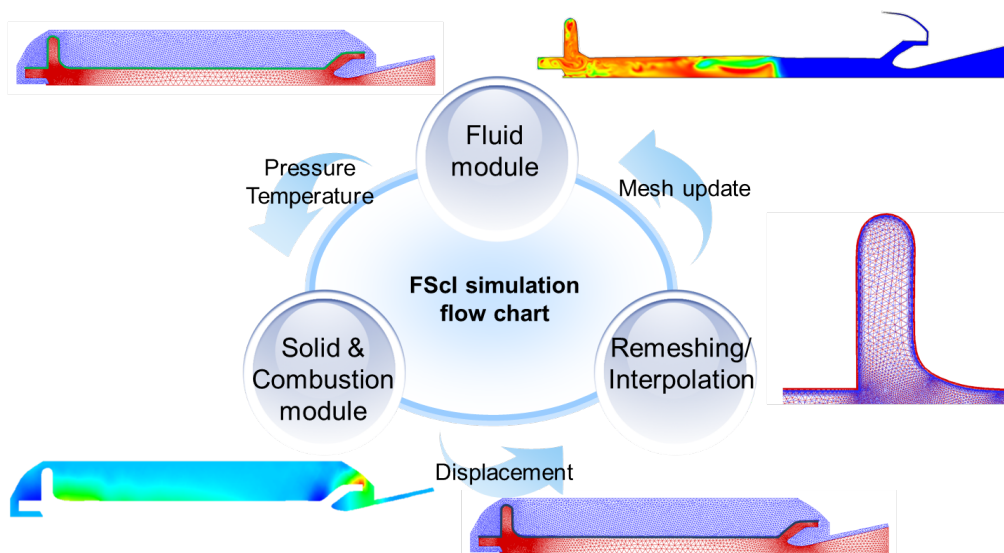 Fluid
module
Pressure
Temperature
Mesh update
FScI simulation
flow chart
Solid &
Combustion
module
Remeshing/
Interpolation
Displacement